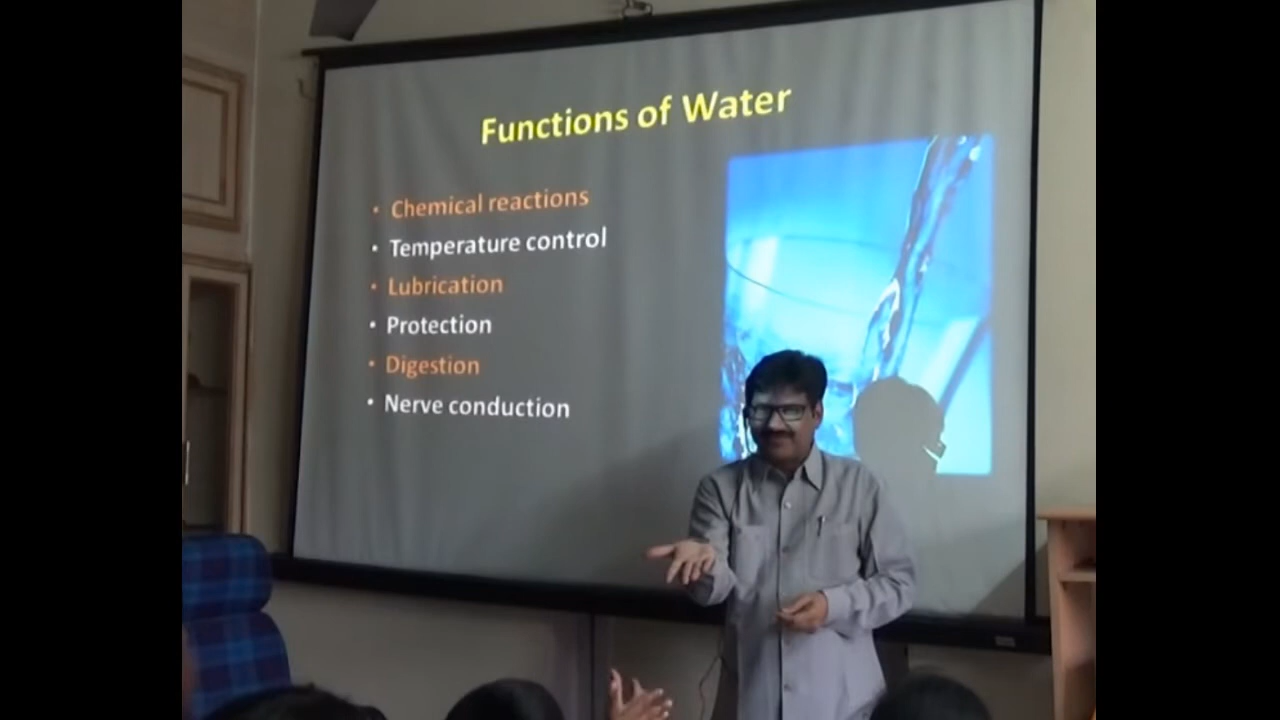 Functions of Water
• Chemical reactions
• Temperature control
• Lubrication
• Protection
• Digestion
• Nerve conduction